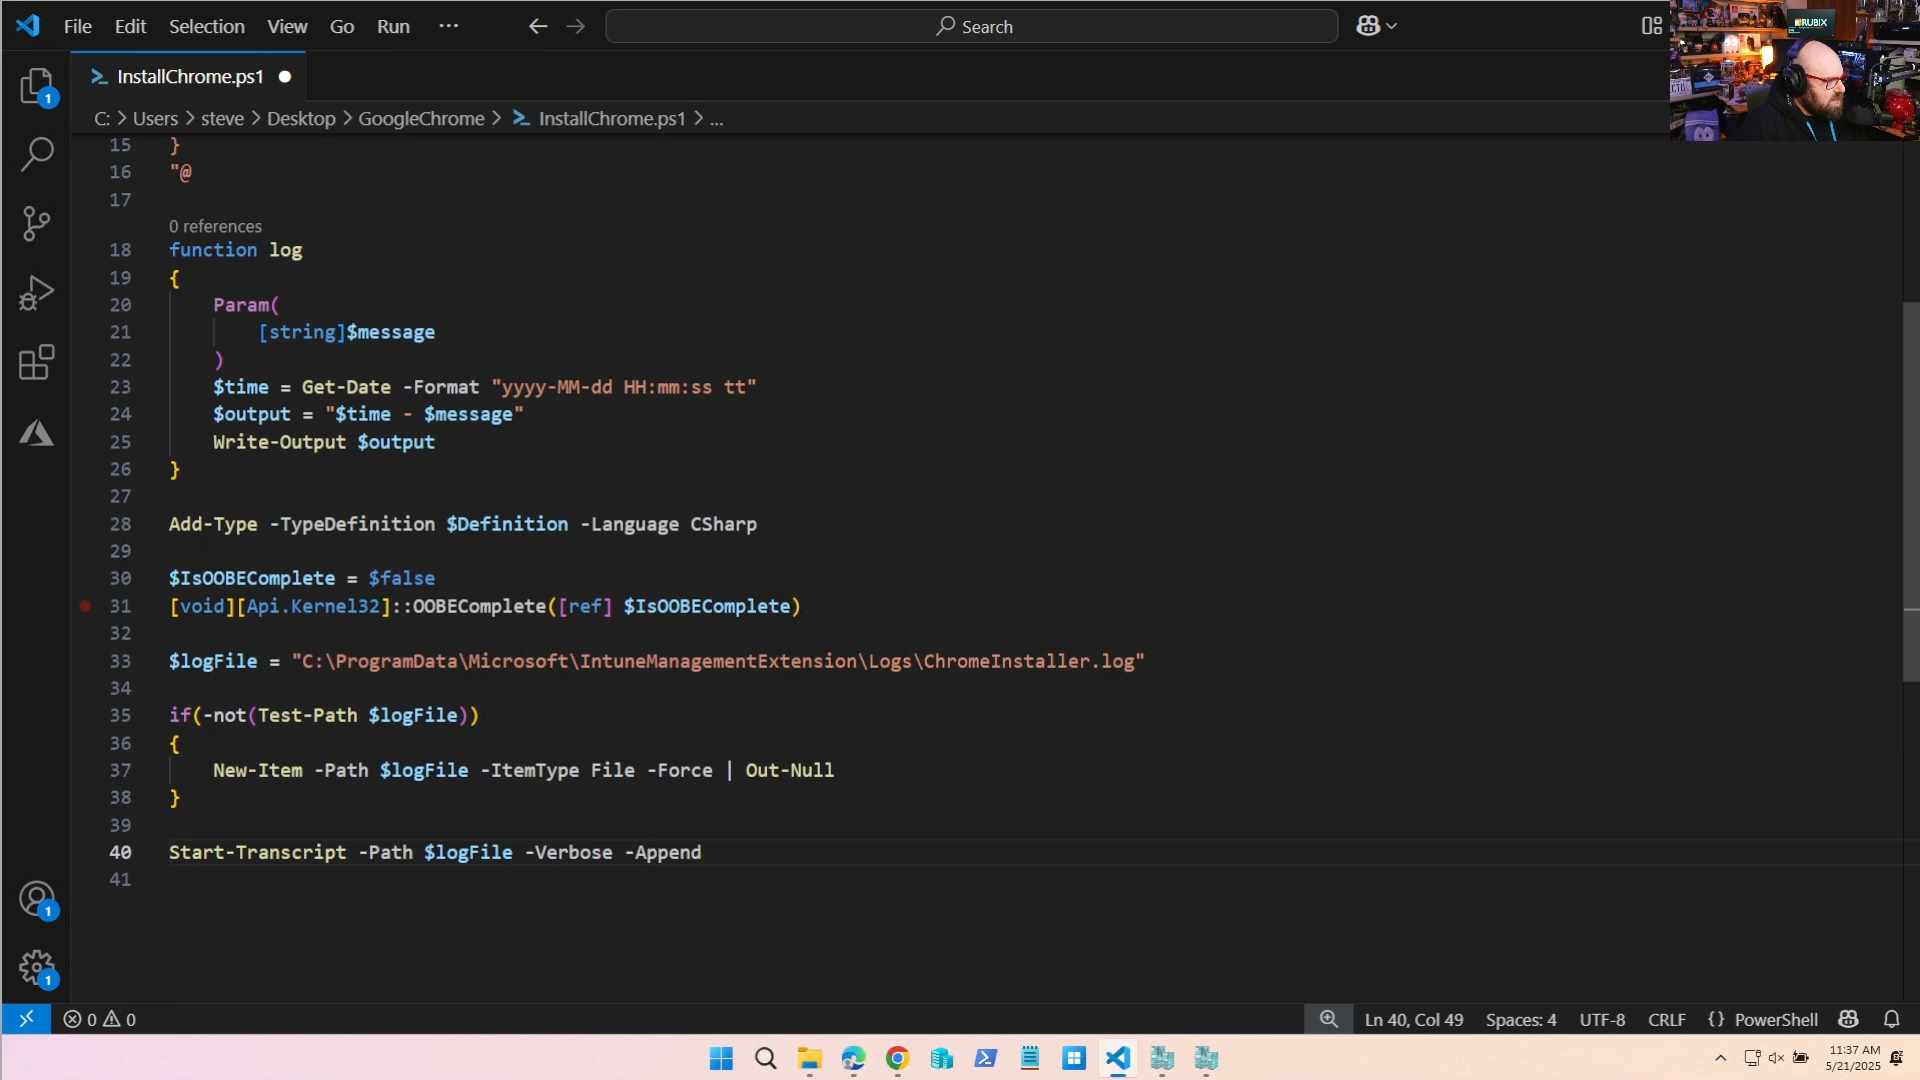 File Edit Selection View Go Run ···
Search
RUBIX
InstallChrome.ps1
C: > Users > steve > Desktop > GoogleChrome > InstallChrome.ps1 > ...
15 }
16 "@
17
0 references
18 function log
19 {
20 Param(
21 [string]$message
22 )
23 $time = Get-Date -Format "yyyy-MM-dd HH:mm:ss tt"
24 $output = "$time - $message"
25 Write-Output $output
26 }
27
28 Add-Type -TypeDefinition $Definition -Language CSharp
29
30 $IsOOBEComplete = $false
31 [void][Api.Kernel32]::OOBEComplete([ref] $IsOOBEComplete)
32
33 $logFile = "C:\ProgramData\Microsoft\IntuneManagementExtension\Logs\ChromeInstaller.log"
34
35 if(-not(Test-Path $logFile))
36 {
37 New-Item -Path $logFile -ItemType File -Force | Out-Null
38 }
39
40 Start-Transcript -Path $logFile -Verbose -Append
41
1
1
1
0 0
Ln 40, Col 49 Spaces: 4 UTF-8 CRLF {} PowerShell
11:37 AM
5/21/2025